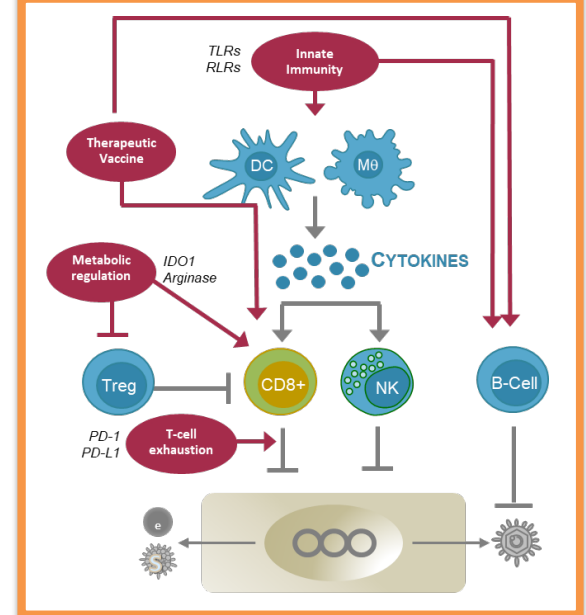 TLRs
RLRs
Innate
Immunity
Therapeutic
Vaccine
DC
Mθ
CYTOKINES
Metabolic
regulation
IDO1
Arginase
Treg
CD8+
NK
B-Cell
PD-1
PD-L1
T-cell
exhaustion
e
S